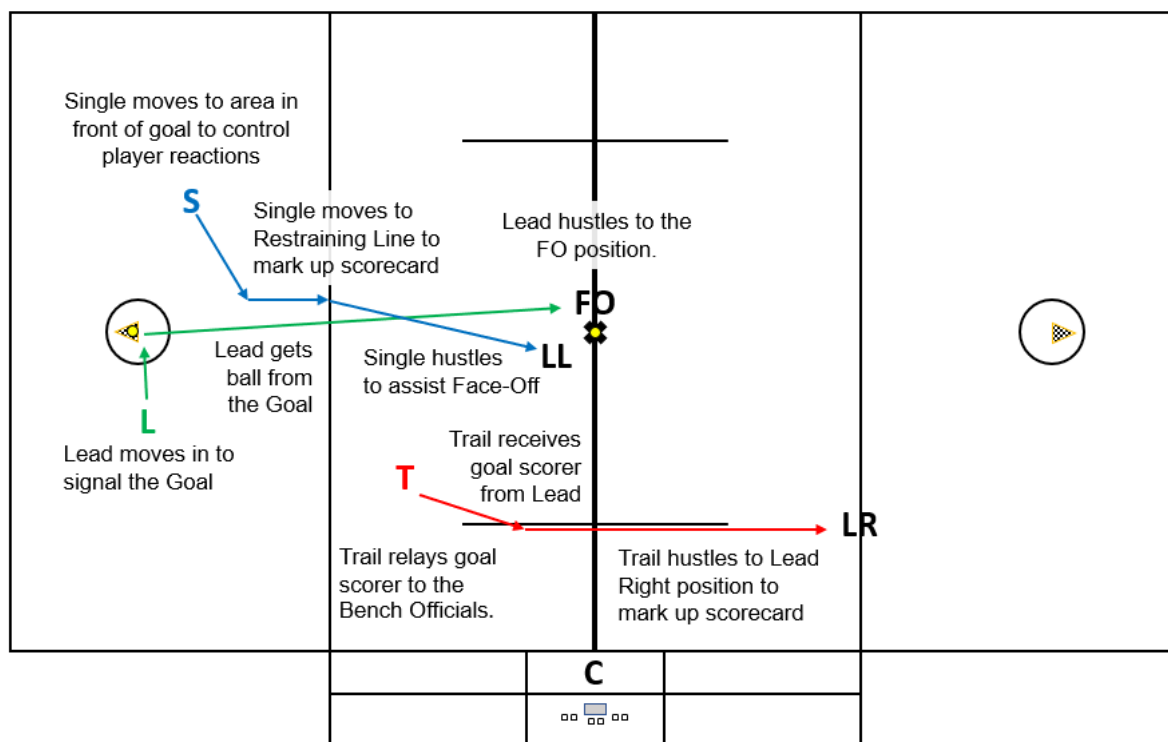 Single moves to area in
front of goal to control
player reactions
S
Single moves to
Restraining Line to
mark up scorecard
Lead hustles to the
FO position.
FO
LL
Lead gets
ball from
the Goal
Single hustles
to assist Face-Off
L
Lead moves in to
signal the Goal
Trail receives
goal scorer
from Lead
T
LR
Trail relays goal
scorer to the
Bench Officials.
Trail hustles to Lead
Right position to
mark up scorecard
C